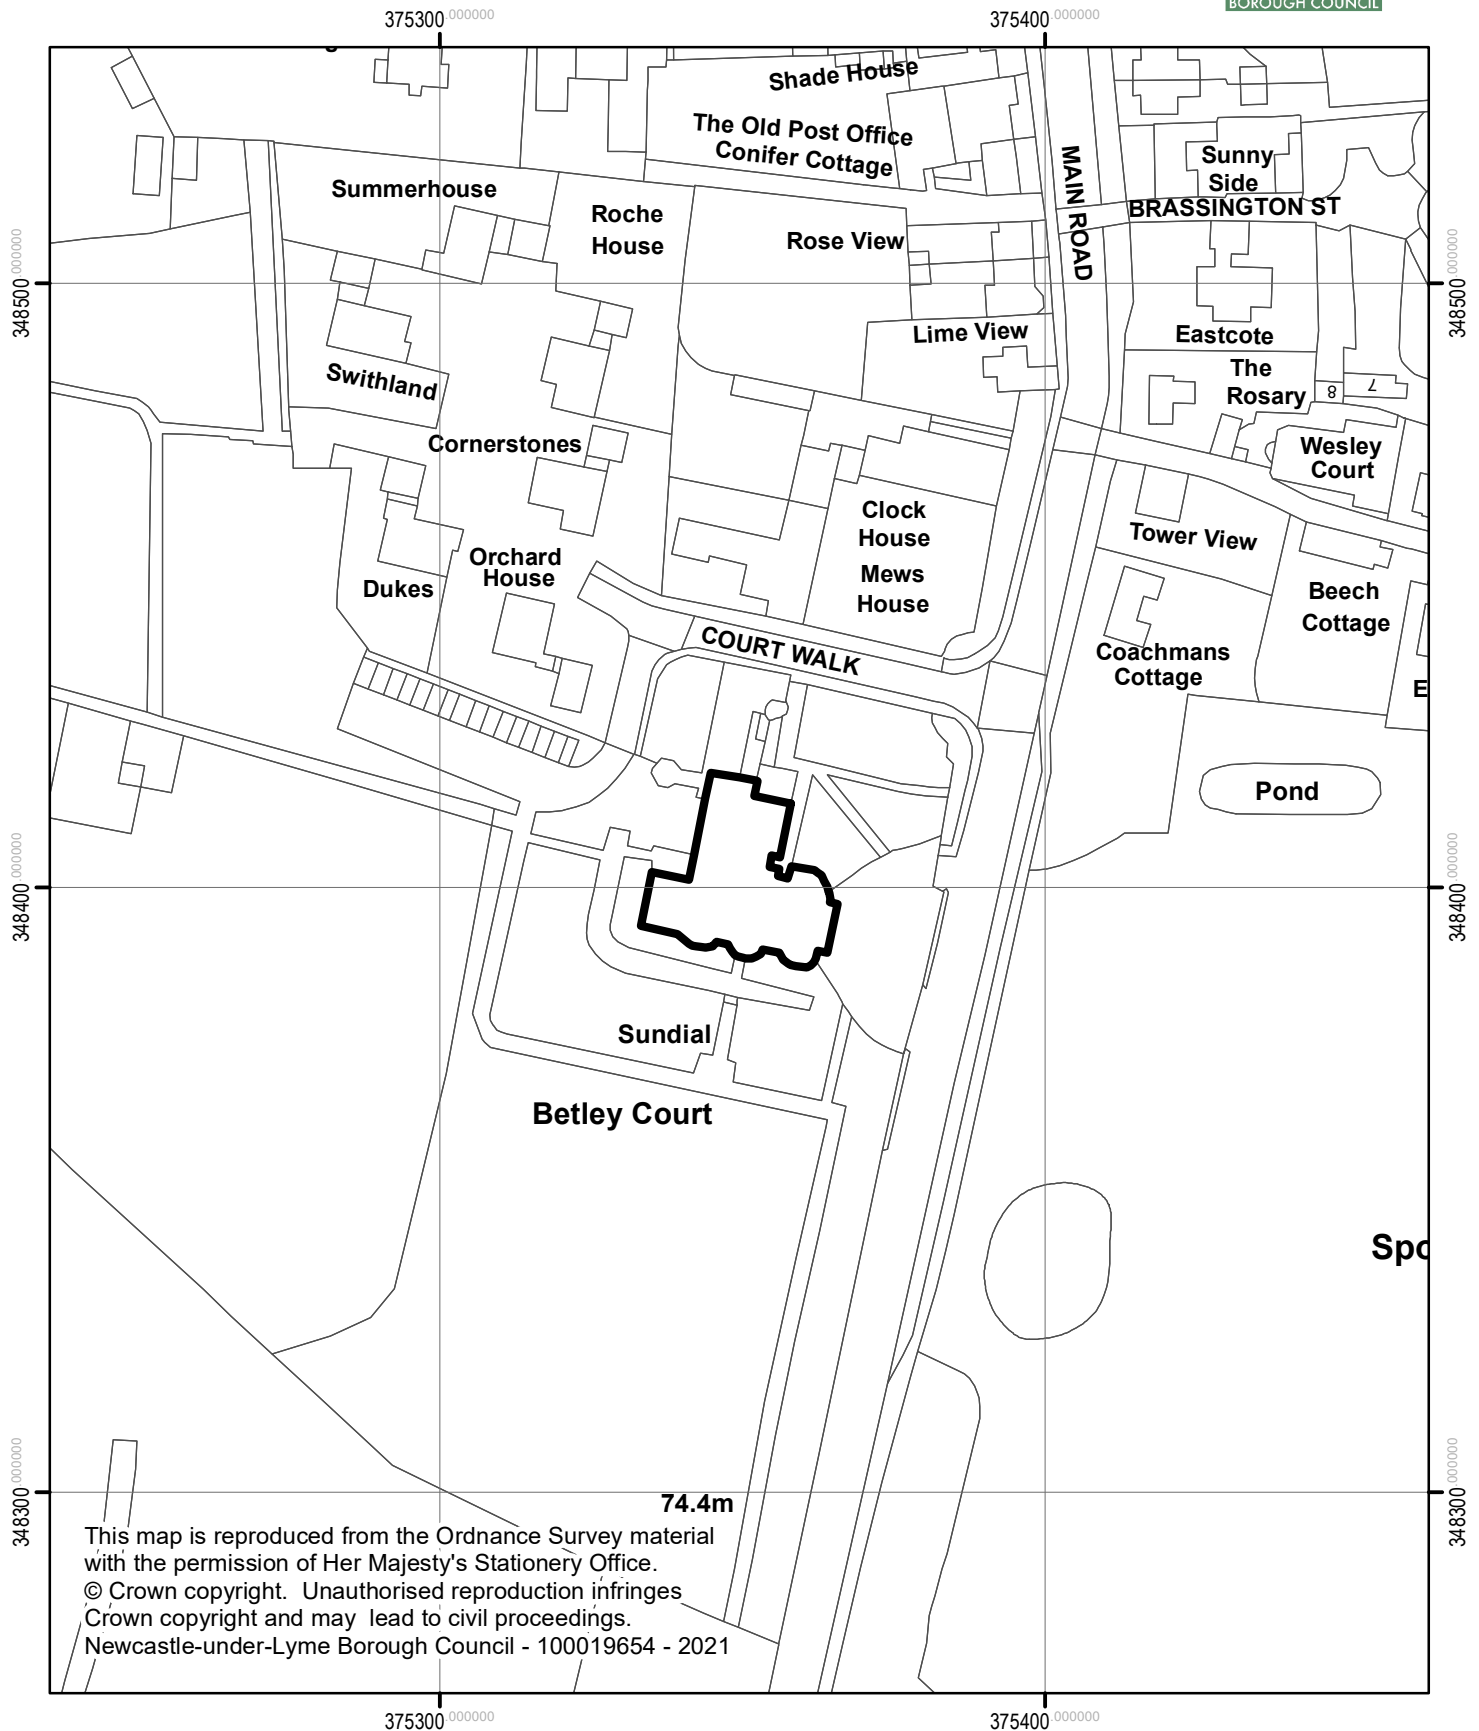 BOROUGH COUNCIL
375300.000000
375400.000000
Shade House
The Old Post Office
Conifer Cottage
MAIN ROAD
Sunny
Side
BRASSINGTON ST
Summerhouse
Roche
House
Rose View
348500.000000
348500.000000
Lime View
Eastcote
The
Rosary
8
7
Swithland
Cornerstones
Wesley
Court
Clock
House
Mews
House
Tower View
Orchard
House
Dukes
Beech
Cottage
COURT WALK
Coachmans
Cottage
E
Pond
348400.000000
348400.000000
Sundial
Betley Court
Spo
348300.000000
348300.000000
74.4m
This map is reproduced from the Ordnance Survey material
with the permission of Her Majesty's Stationery Office.
© Crown copyright. Unauthorised reproduction infringes
Crown copyright and may lead to civil proceedings.
Newcastle-under-Lyme Borough Council - 100019654 - 2021
375300.000000
375400.000000